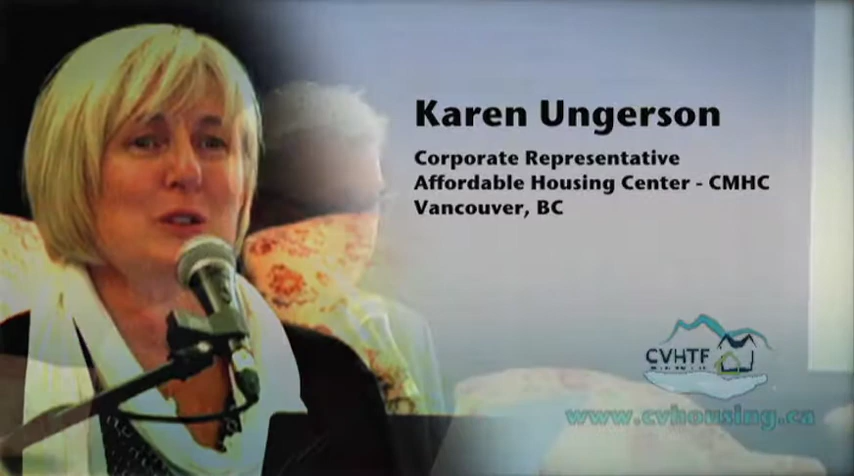 Karen Ungerson
Corporate Representative
Affordable Housing Center - CMHC
Vancouver, BC
CVHTF
www.cvhousing.ca